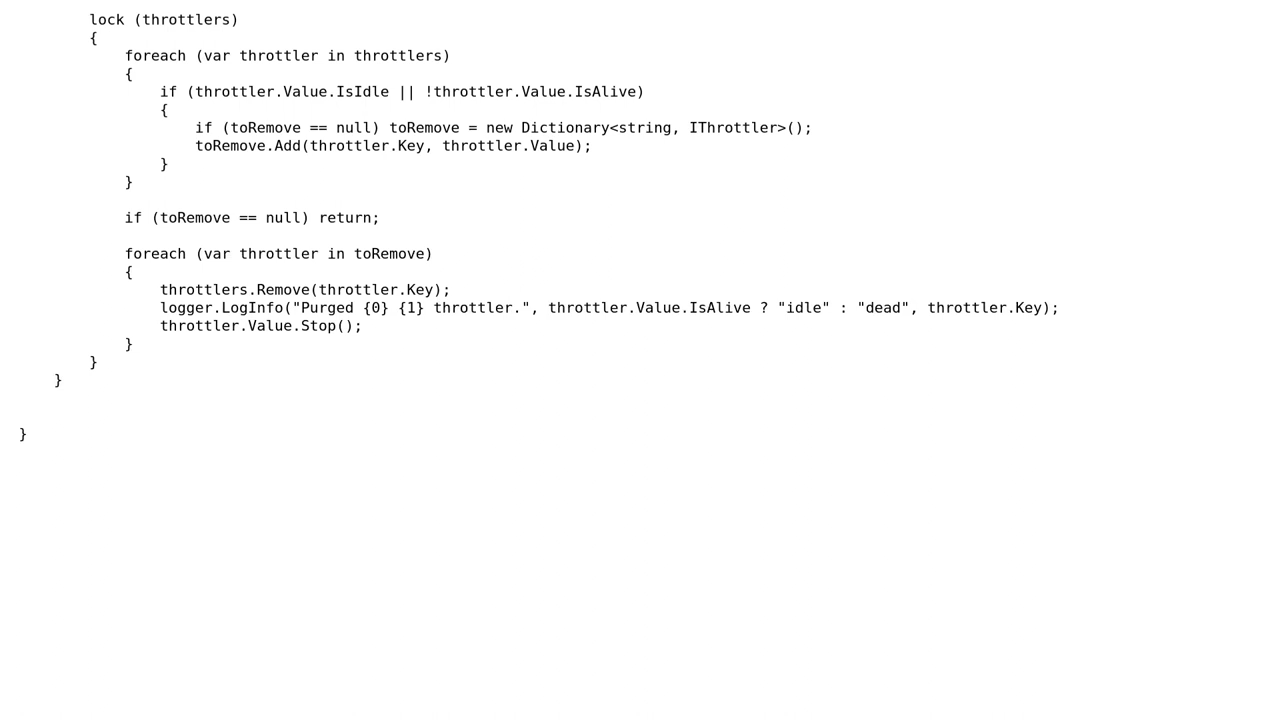 lock (throttlers)
{
foreach (var throttler in throttlers)
{
if (throttler.Value.IsIdle || !throttler.Value.IsAlive)
{
if (toRemove == null) toRemove = new Dictionary<string, IThrottler>();
toRemove.Add(throttler.Key, throttler.Value);
}
}
if (toRemove == null) return;
foreach (var throttler in toRemove)
{
throttlers.Remove(throttler.Key);
logger.LogInfo("Purged {0} {1} throttler.", throttler.Value.IsAlive ? "idle" : "dead", throttler.Key);
throttler.Value.Stop();
}
}
}
}